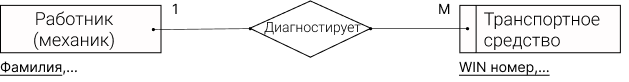 1
М
Работник
(механик)
Диагностирует
Транспортное
средство
Фамилия,...
WIN номер,...